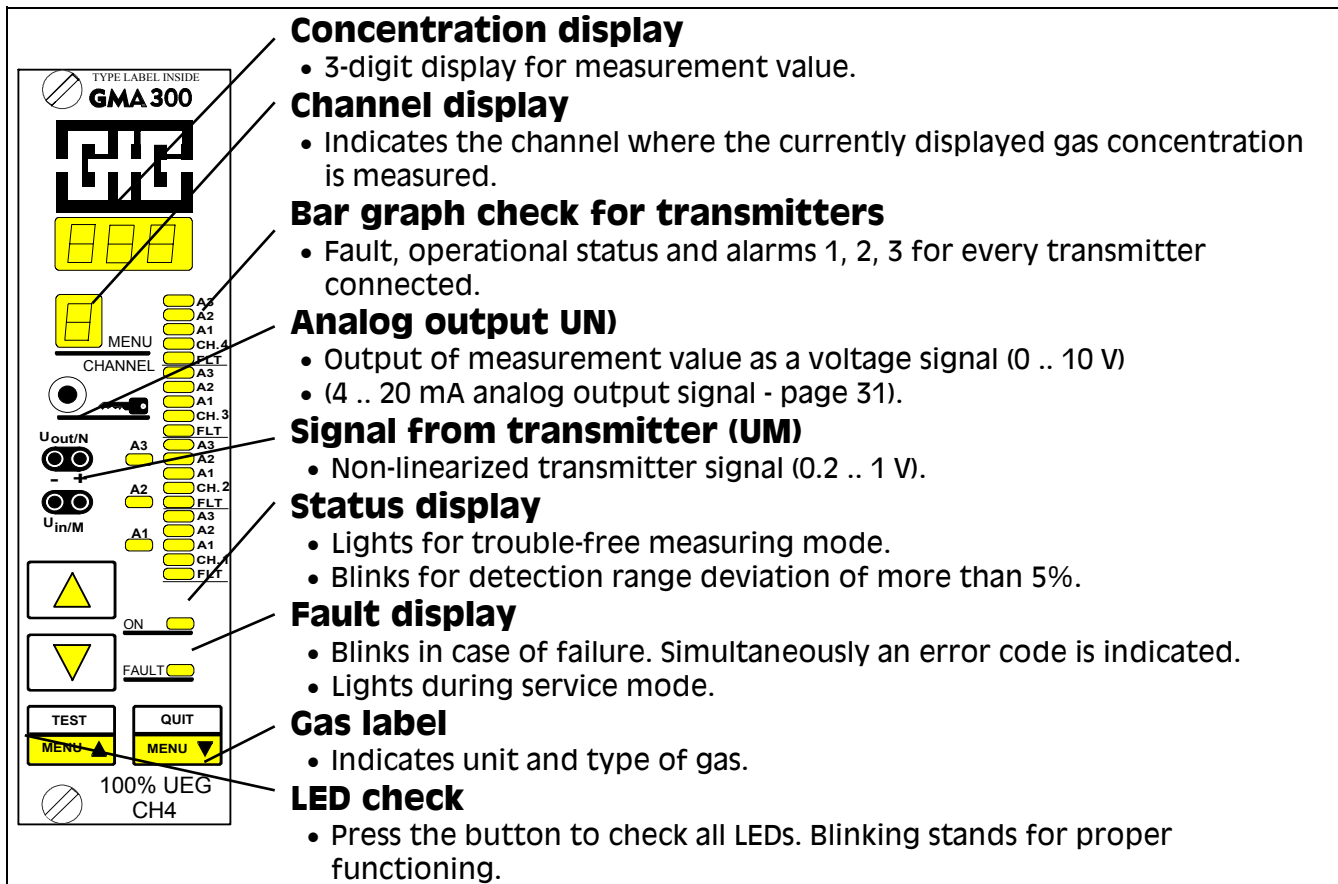 TYPE LABEL INSIDE
GMA 300
MENU
CHANNEL
A3
A2
A1
CH.4
FLT
A3
A2
A1
CH.3
FLT
A3
A2
A1
CH.2
FLT
A3
A2
A1
CH.1
FLT
Uout/N
- +
Uin/M
A3
A2
A1
ON
FAULT
TEST
MENU ▲
QUIT
MENU ▼
100% UEG
CH4
Concentration display
• 3-digit display for measurement value.
Channel display
• Indicates the channel where the currently displayed gas concentration
is measured.
Bar graph check for transmitters
• Fault, operational status and alarms 1, 2, 3 for every transmitter
connected.
Analog output UN)
• Output of measurement value as a voltage signal (0 .. 10 V)
• (4 .. 20 mA analog output signal - page 31).
Signal from transmitter (UM)
• Non-linearized transmitter signal (0.2 .. 1 V).
Status display
• Lights for trouble-free measuring mode.
• Blinks for detection range deviation of more than 5%.
Fault display
• Blinks in case of failure. Simultaneously an error code is indicated.
• Lights during service mode.
Gas label
• Indicates unit and type of gas.
LED check
• Press the button to check all LEDs. Blinking stands for proper
functioning.